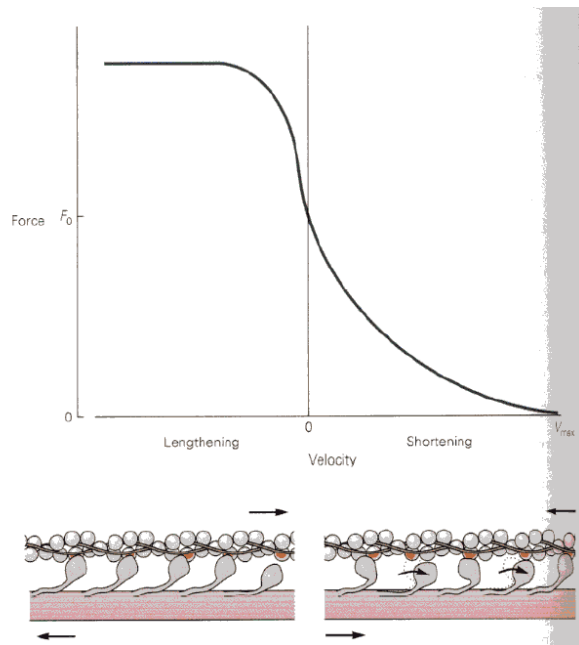 Force
F₀
0
0
Lengthening
Shortening
Vmax
Velocity